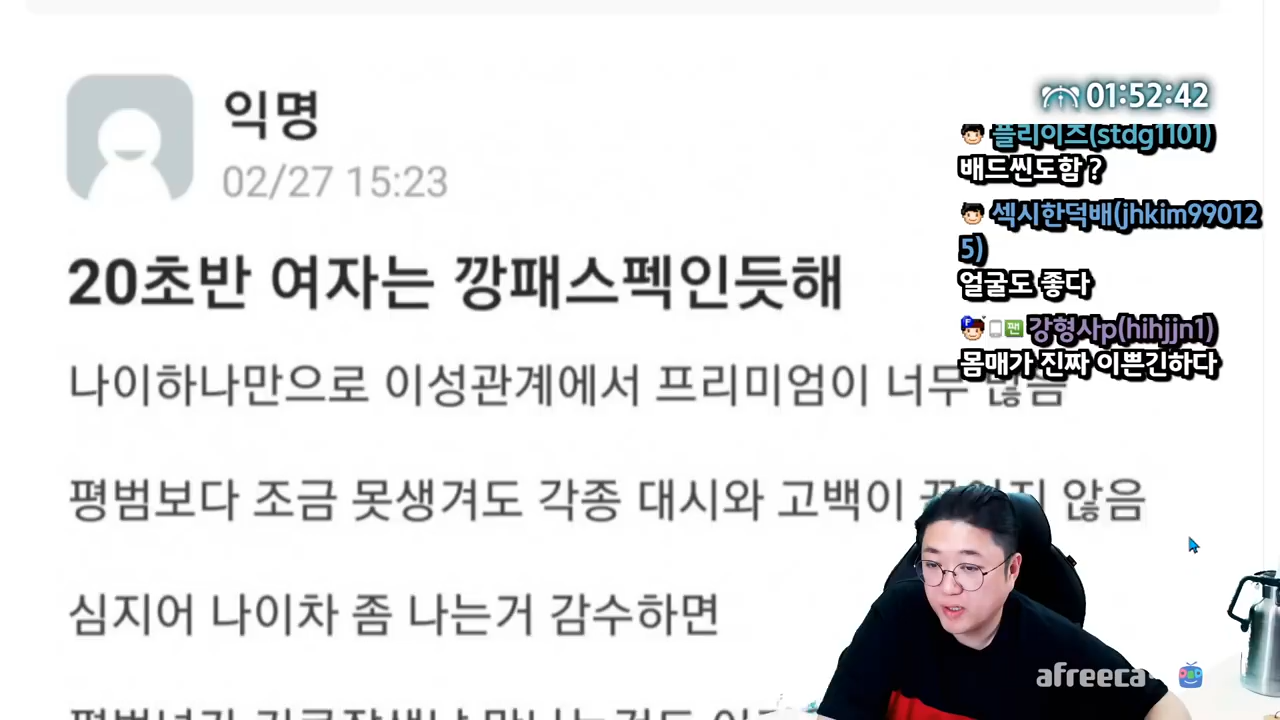 익명
02/27 15:23
20초반 여자는 깡패스펙인듯해
나이하나만으로 이성관계에서 프리미엄이 너무 많음
평범보다 조금 못생겨도 각종 대시와 고백이 않음
심지어 나이차 좀 나는거 감수하면
01:52:42
플리이즈(stdg1101)
배드씬도함 ?
섹시한덕배(jhkim99012
5)
얼굴도 좋다
강형사p(hihjjn1)
몸매가 진짜 이쁜긴하다
afreeca